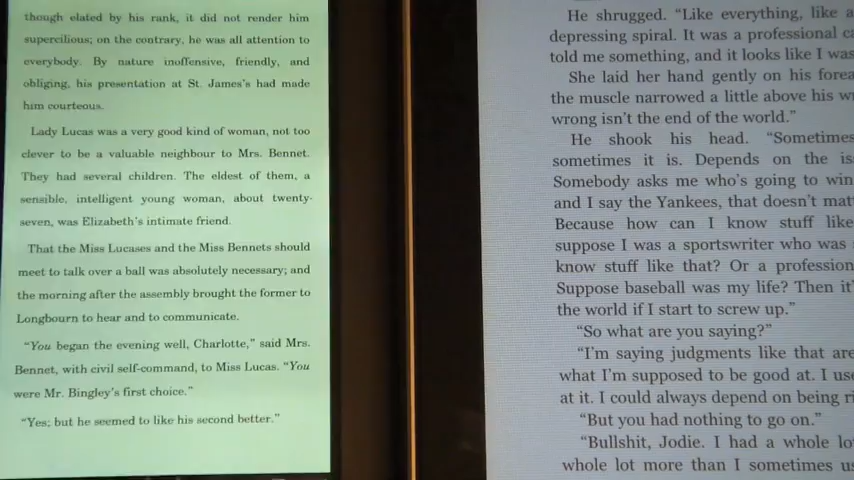 though elated by his rank, it did not render him
supercilious; on the contrary, he was all attention to
everybody. By nature inoffensive, friendly, and
obliging, his presentation at St. James's had made
him courteous.
Lady Lucas was a very good kind of woman, not too
clever to be a valuable neighbour to Mrs. Bennet.
They had several children. The eldest of them, a
sensible, intelligent young woman, about twenty-
seven, was Elizabeth's intimate friend.
That the Miss Lucases and the Miss Bennets should
meet to talk over a ball was absolutely necessary; and
the morning after the assembly brought the former to
Longbourn to hear and to communicate.
“You began the evening well, Charlotte,” said Mrs.
Bennet, with civil self-command, to Miss Lucas. “You
were Mr. Bingley's first choice.”
“Yes; but he seemed to like his second better.”
He shrugged. “Like everything, like a
depressing spiral. It was a professional
told me something, and it looks like I was
She laid her hand gently on his
the muscle narrowed a little above his
wrong isn't the end of the world.”
He shook his head. “Sometimes
sometimes it is. Depends on the
Somebody asks me who's going to win
and I say the Yankees, that doesn't
Because how can I know stuff like
suppose I was a sportswriter who was
know stuff like that? Or a
Suppose baseball was my life? Then
the world if I start to screw up.”
“So what are you saying?”
“I'm saying judgments like that are
what I'm supposed to be good at. I
at it. I could always depend on being
“But you had nothing to go on.”
“Bullshit, Jodie. I had a whole
whole lot more than I sometimes